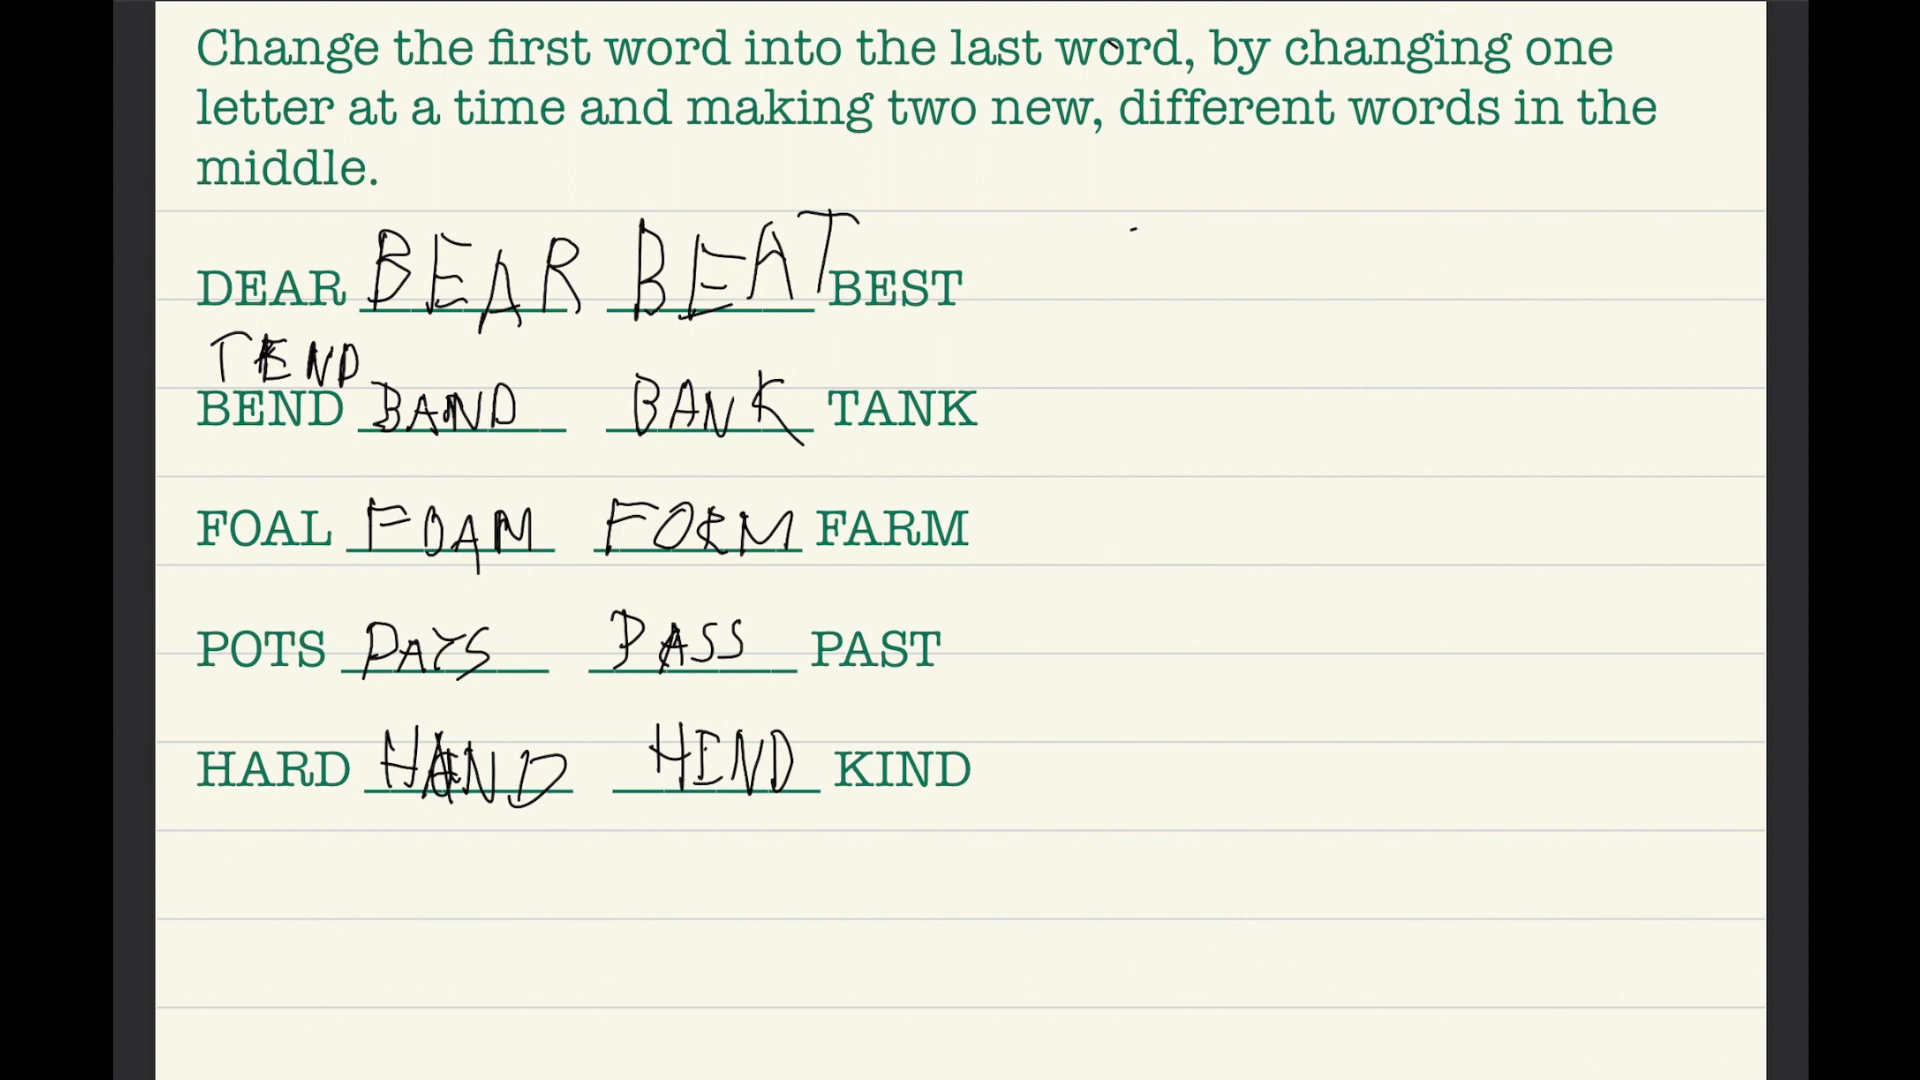 Change the first word into the last word, by changing one
letter at a time and making two new, different words in the
middle.
DEAR BEAR BEAT BEST
TEND
BEND BAND BANK TANK
FOAL FOAM FORM FARM
POTS PAYS PASS PAST
HARD HAND HIND KIND